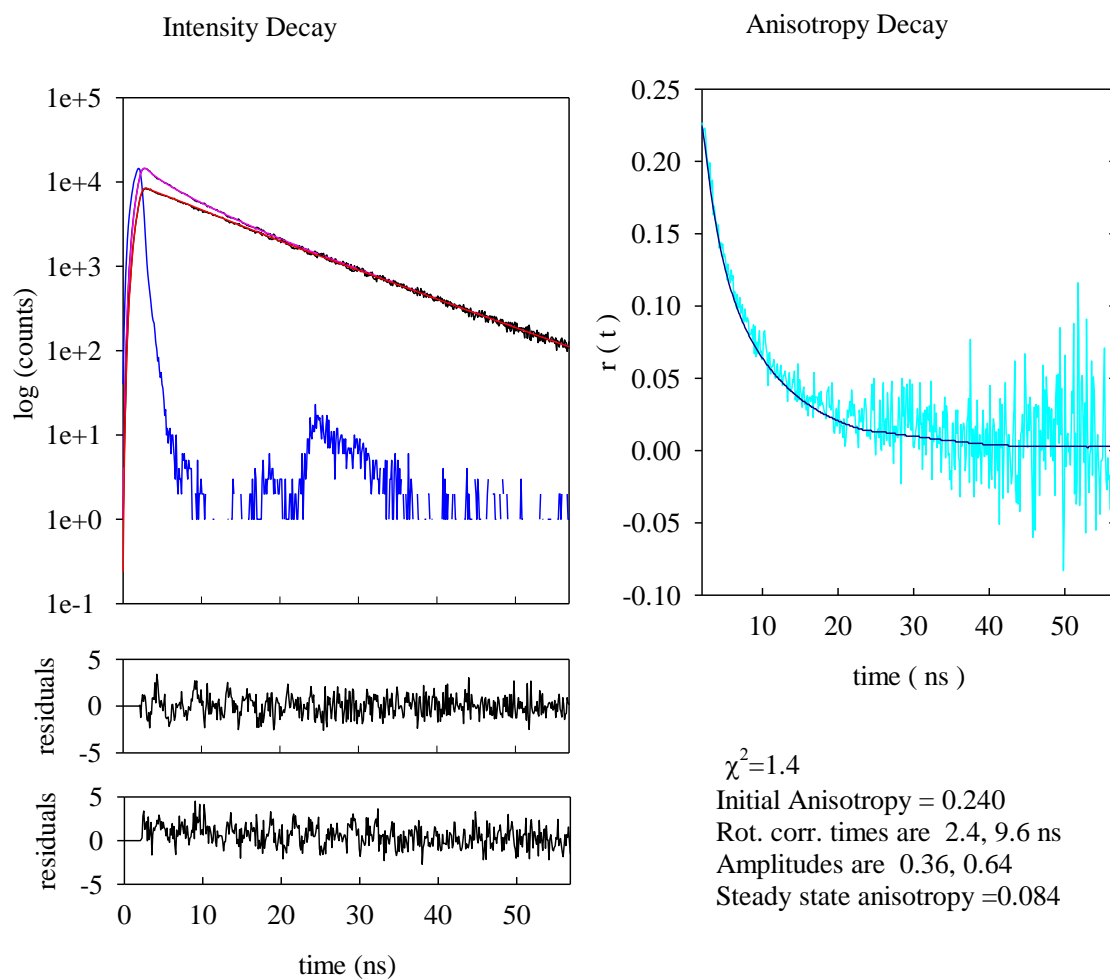 Intensity Decay
Anisotropy Decay
1e+5
1e+4
1e+3
1e+2
1e+1
1e+0
1e-1
log (counts)
0.25
0.20
0.15
0.10
0.05
0.00
-0.05
-0.10
r ( t )
10 20 30 40 50
time ( ns )
5
0
-5
residuals
5
0
-5
residuals
0 10 20 30 40 50
time (ns)
χ²=1.4
Initial Anisotropy = 0.240
Rot. corr. times are 2.4, 9.6 ns
Amplitudes are 0.36, 0.64
Steady state anisotropy =0.084